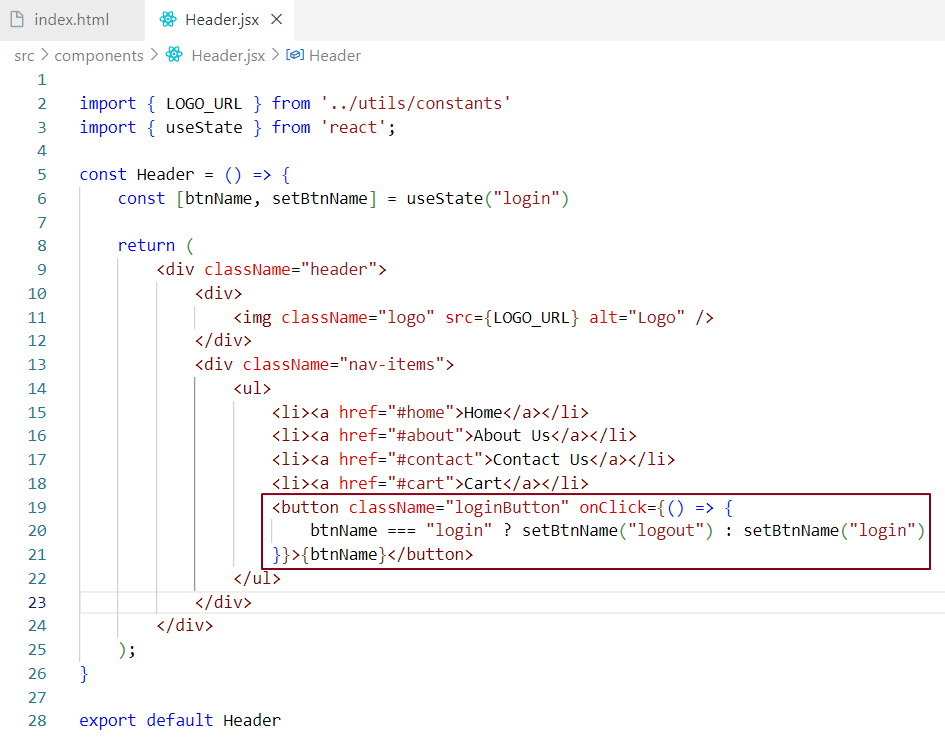 index.html Header.jsx ×
src > components > Header.jsx > Header
1
2 import { LOGO_URL } from '../utils/constants'
3 import { useState } from 'react';
4
5 const Header = () => {
6 const [btnName, setBtnName] = useState("login")
7
8 return (
9 <div className="header">
10 <div>
11 <img className="logo" src={LOGO_URL} alt="Logo" />
12 </div>
13 <div className="nav-items">
14 <ul>
15 <li><a href="#home">Home</a></li>
16 <li><a href="#about">About Us</a></li>
17 <li><a href="#contact">Contact Us</a></li>
18 <li><a href="#cart">Cart</a></li>
19 <button className="loginButton" onClick={() => {
20 btnName === "login" ? setBtnName("logout") : setBtnName("login")
21 }}>{btnName}</button>
22 </ul>
23 </div>
24 </div>
25 );
26 }
27
28 export default Header